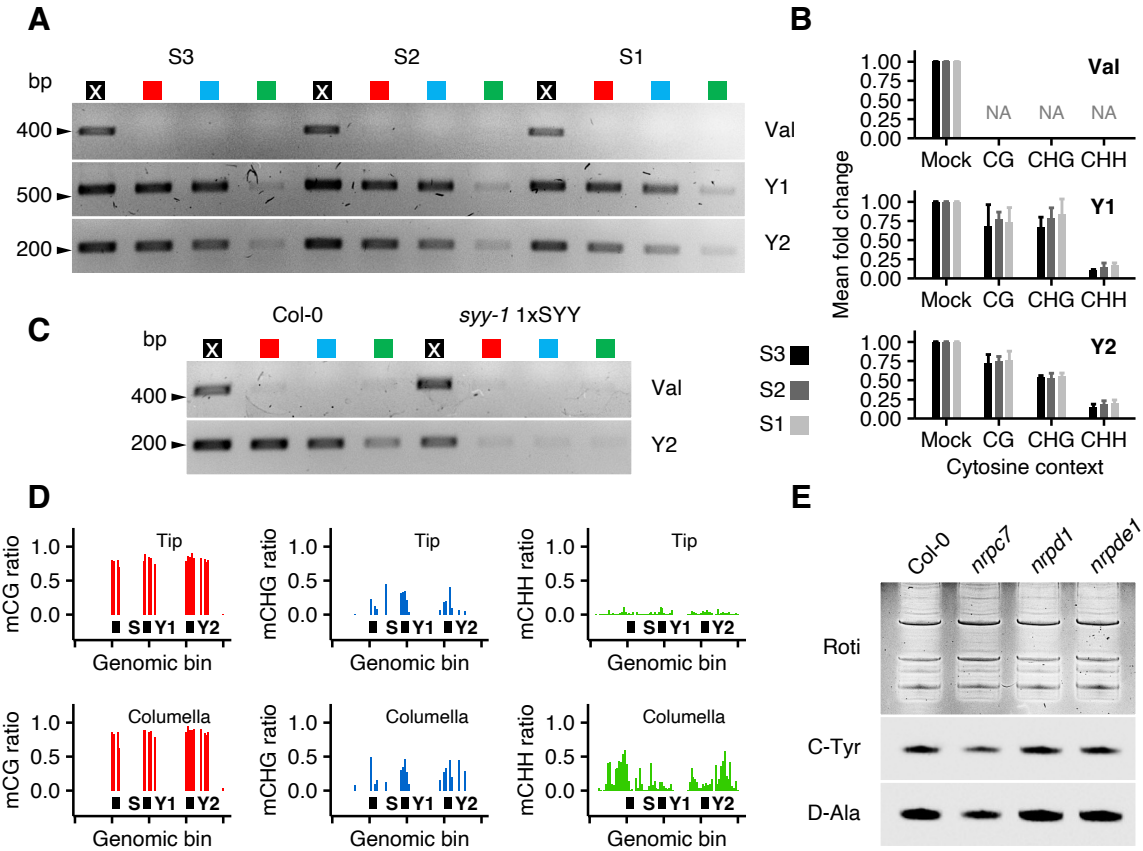 A
S3 S2 S1
bp
X X X
400 Val
500 Y1
200 Y2
B
Mean fold change
1.00 Val
0.75
0.50 NA NA NA
0.25
0.00
Mock CG CHG CHH
1.00 Y1
0.75
0.50
0.25
0.00
Mock CG CHG CHH
1.00 Y2
0.75
0.50
0.25
0.00
Mock CG CHG CHH
Cytosine context
S3
S2
S1
C
Col-0 syy-1 1xSYY
bp
X X
400 Val
200 Y2
D
mCG ratio
Tip
1.0
0.5
0.0
S Y1 Y2
Genomic bin
mCHG ratio
Tip
1.0
0.5
0.0
S Y1 Y2
Genomic bin
mCHH ratio
Tip
1.0
0.5
0.0
S Y1 Y2
Genomic bin
mCG ratio
Columella
1.0
0.5
0.0
S Y1 Y2
Genomic bin
mCHG ratio
Columella
1.0
0.5
0.0
S Y1 Y2
Genomic bin
mCHH ratio
Columella
1.0
0.5
0.0
S Y1 Y2
Genomic bin
E
Col-0 nrpc7 nrpd1 nrpde1
Roti
C-Tyr
D-Ala